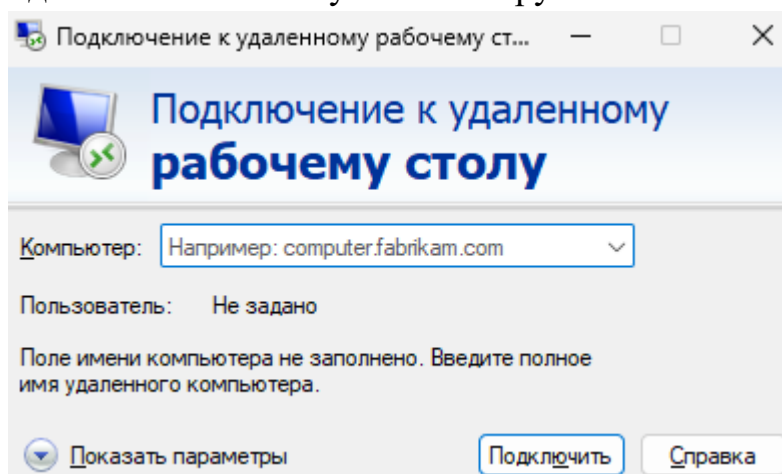 Подключение к удаленному рабочему ст...
Подключение к удаленному
рабочему столу
Компьютер: Например: computer.fabrikam.com
Пользователь: Не задано
Поле имени компьютера не заполнено. Введите полное
имя удаленного компьютера.
Показать параметры Подключить Справка